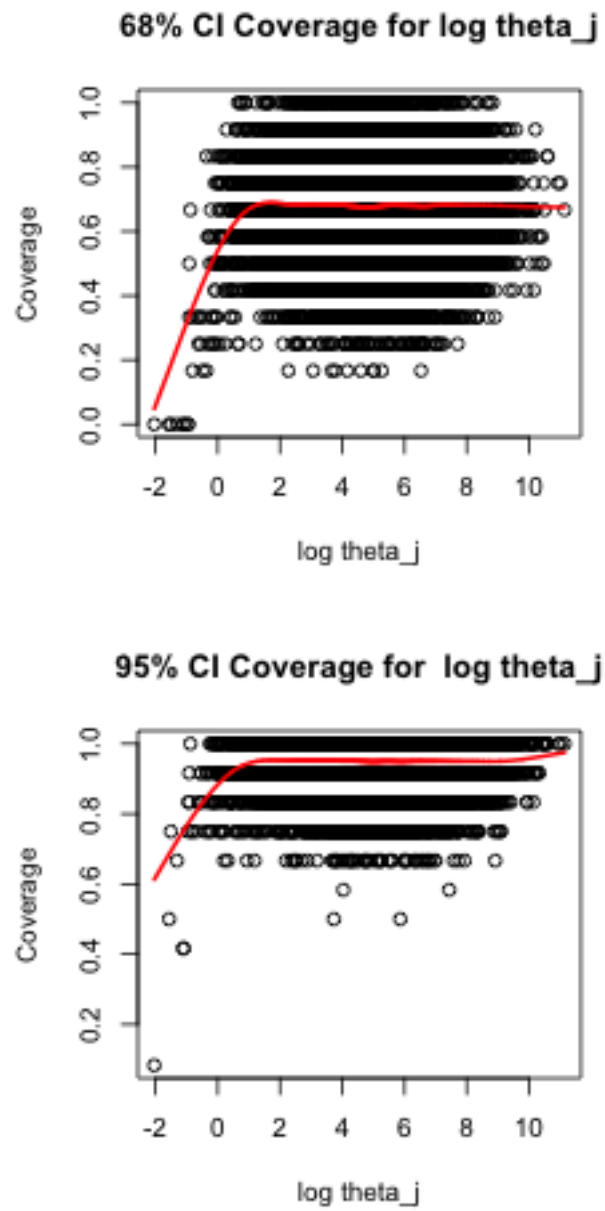 68% CI Coverage for log theta_j
Coverage
0.0 0.2 0.4 0.6 0.8 1.0
-2 0 2 4 6 8 10
log theta_j
95% CI Coverage for  log theta_j
Coverage
0.2 0.4 0.6 0.8 1.0
-2 0 2 4 6 8 10
log theta_j